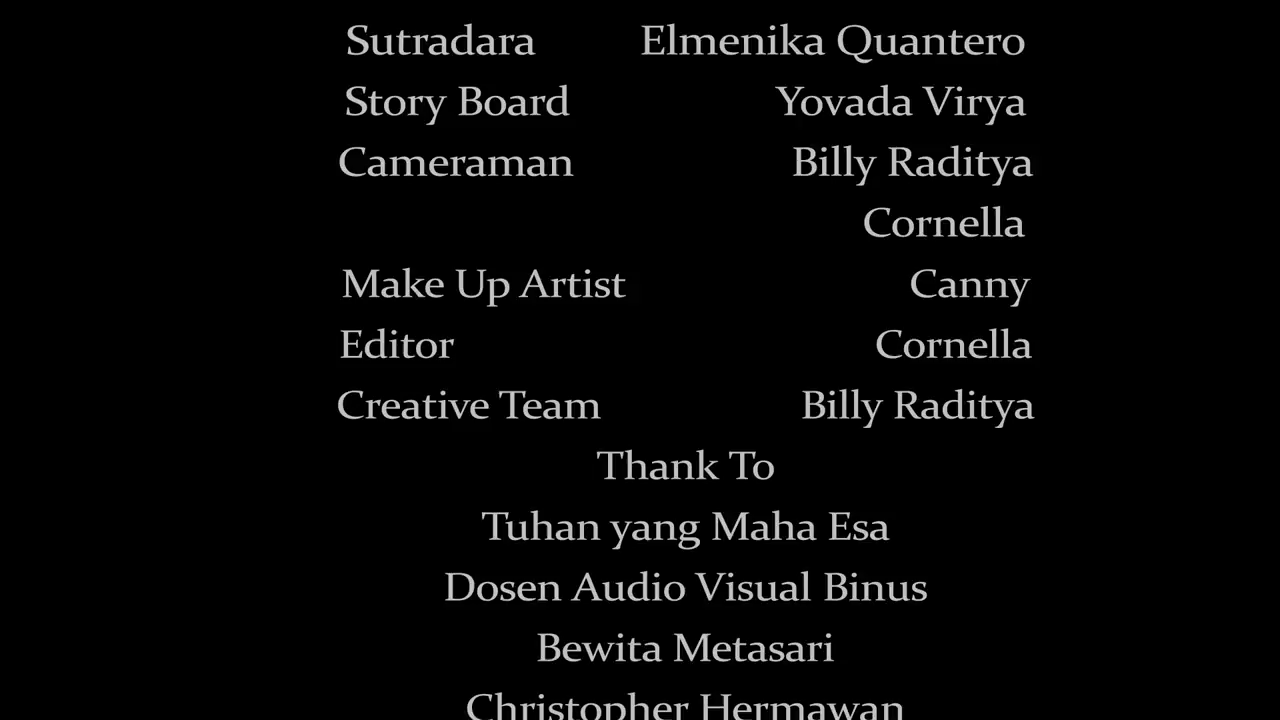 Sutradara Elmenika Quantero
Story Board Yovada Virya
Cameraman Billy Raditya
Cornella
Make Up Artist Canny
Editor Cornella
Creative Team Billy Raditya
Thank To
Tuhan yang Maha Esa
Dosen Audio Visual Binus
Bewita Metasari
Christopher Hermawan